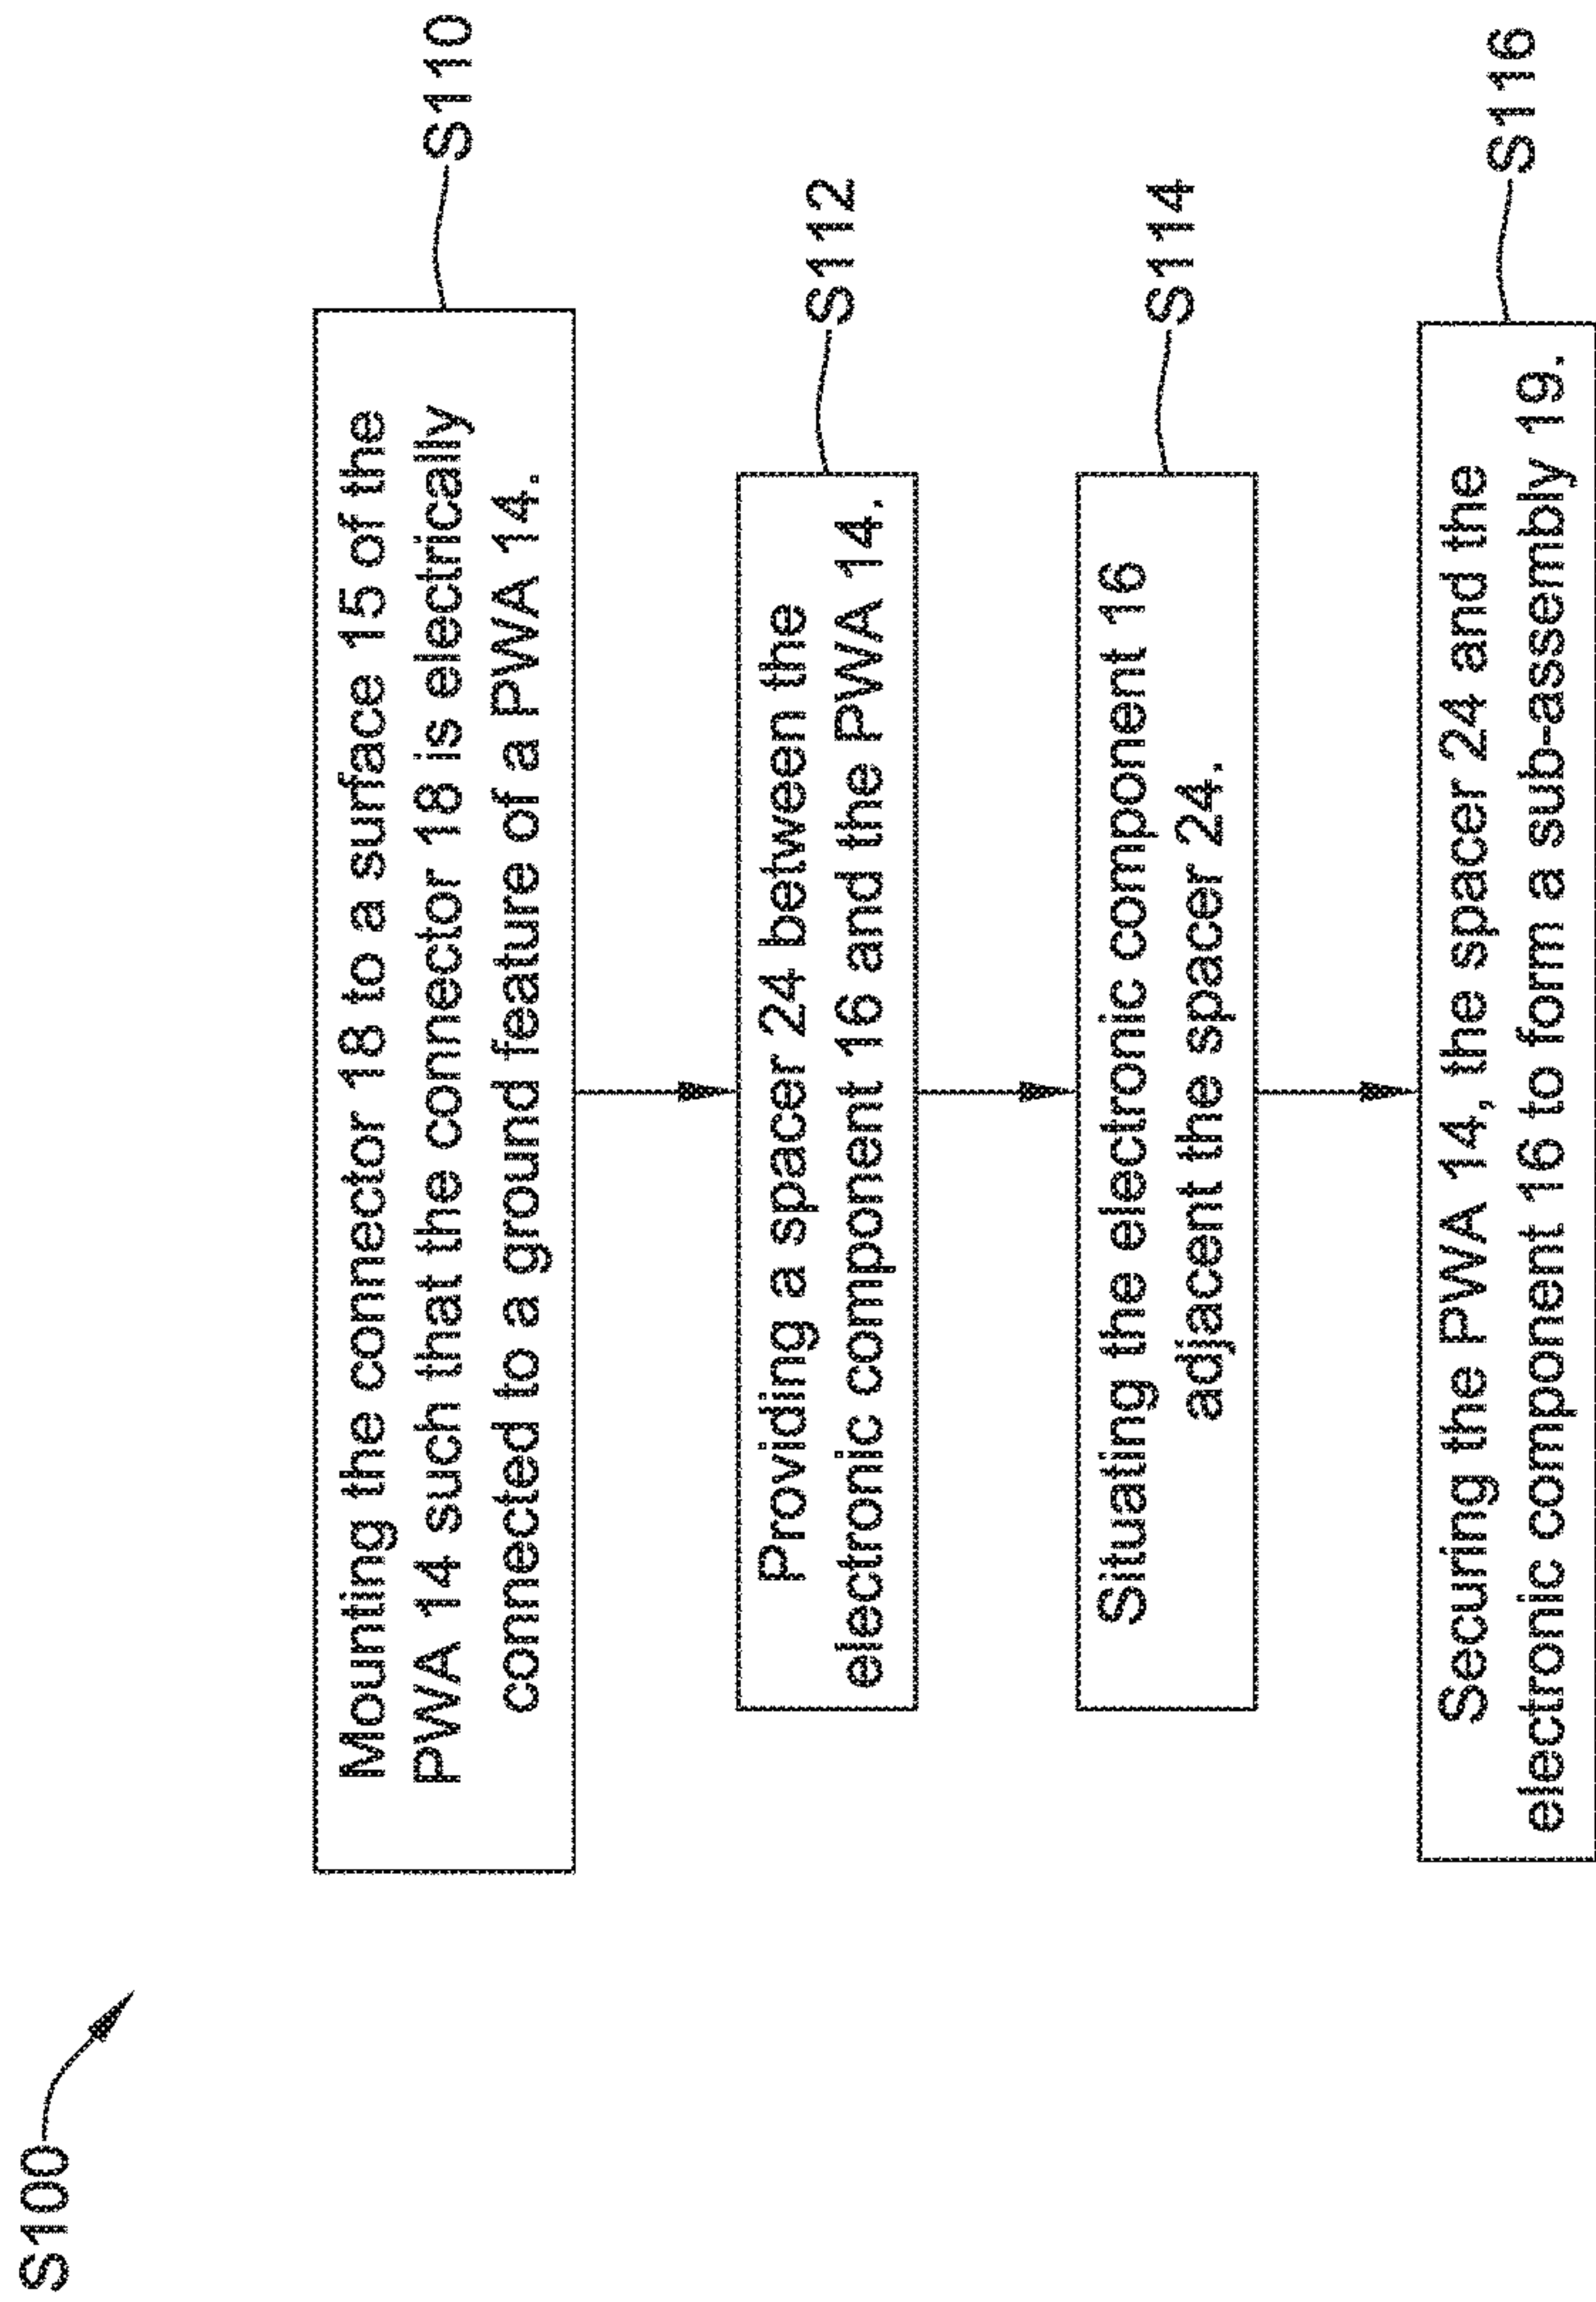 S100
Mounting the connector 18 to a surface 15 of the
PWA 14 such that the connector 18 is electrically
connected to a ground feature of a PWA 14.
S110
Providing a spacer 24 between the
electronic component 16 and the PWA 14.
S112
Situating the electronic component 16
adjacent the spacer 24.
S114
Securing the PWA 14, the spacer 24 and the
electronic component 16 to form a sub-assembly 19.
S116